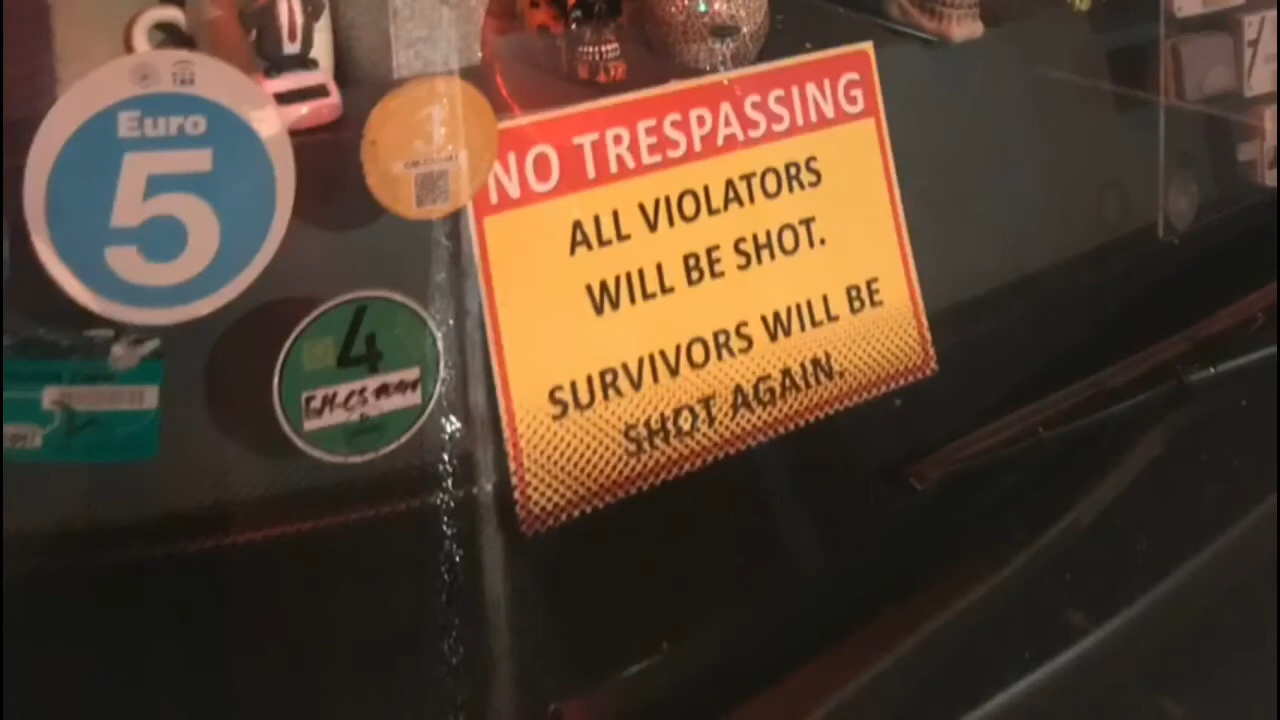 Euro
5
NO TRESPASSING
ALL VIOLATORS
WILL BE SHOT.
SURVIVORS WILL BE
SHOT AGAIN.
4